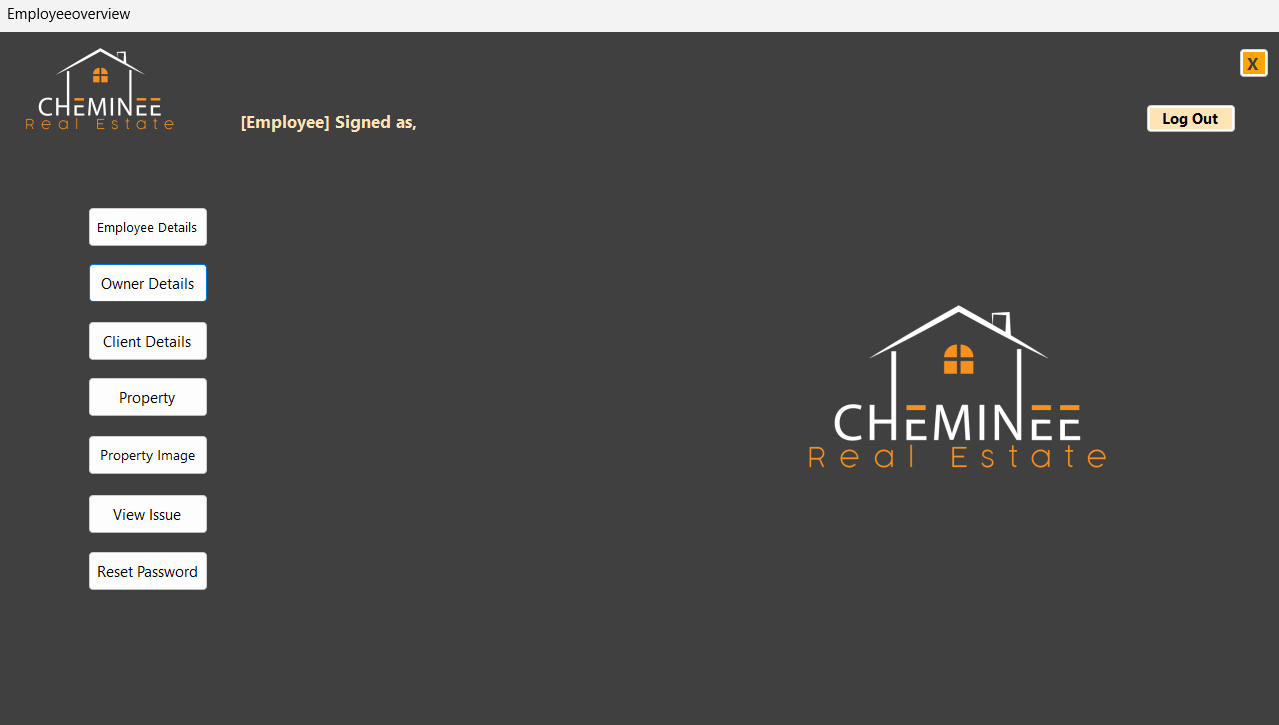 Employeeoverview
X
CHEMINEE
Real Estate
[Employee] Signed as,
Log Out
Employee Details
Owner Details
Client Details
Property
Property Image
View Issue
Reset Password
CHEMINEE
Real Estate